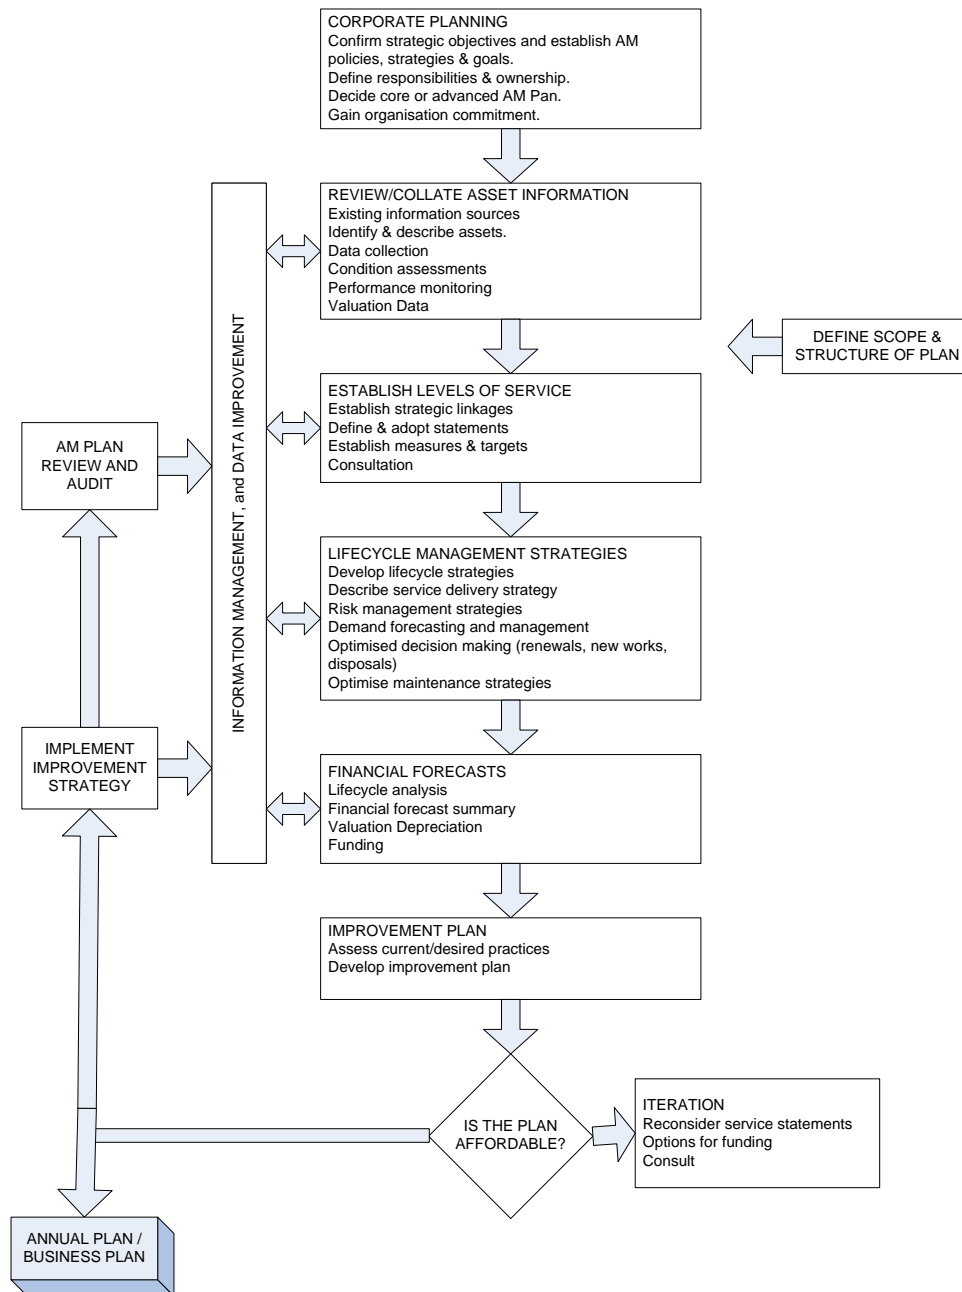 CORPORATE PLANNING
Confirm strategic objectives and establish AM
policies, strategies & goals.
Define responsibilities & ownership.
Decide core or advanced AM Pan.
Gain organisation commitment.
REVIEW/COLLATE ASSET INFORMATION
Existing information sources
Identify & describe assets.
Data collection
Condition assessments
Performance monitoring
Valuation Data
DEFINE SCOPE &
STRUCTURE OF PLAN
INFORMATION MANAGEMENT, and DATA IMPROVEMENT
ESTABLISH LEVELS OF SERVICE
Establish strategic linkages
Define & adopt statements
Establish measures & targets
Consultation
AM PLAN
REVIEW AND
AUDIT
LIFECYCLE MANAGEMENT STRATEGIES
Develop lifecycle strategies
Describe service delivery strategy
Risk management strategies
Demand forecasting and management
Optimised decision making (renewals, new works,
disposals)
Optimise maintenance strategies
IMPLEMENT
IMPROVEMENT
STRATEGY
FINANCIAL FORECASTS
Lifecycle analysis
Financial forecast summary
Valuation Depreciation
Funding
IMPROVEMENT PLAN
Assess current/desired practices
Develop improvement plan
IS THE PLAN
AFFORDABLE?
ITERATION
Reconsider service statements
Options for funding
Consult
ANNUAL PLAN /
BUSINESS PLAN